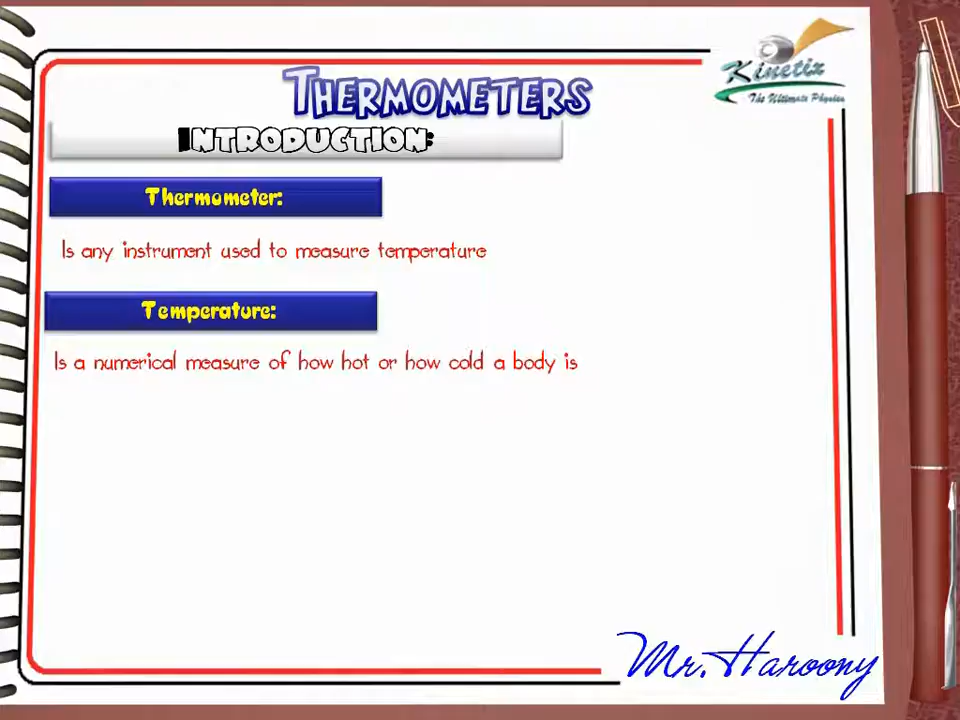 Kinetix
The Ultimate Physics
THERMOMETERS
INTRODUCTION:
Thermometer:
Is any instrument used to measure temperature
Temperature:
Is a numerical measure of how hot or how cold a body is
Mr.Haroony